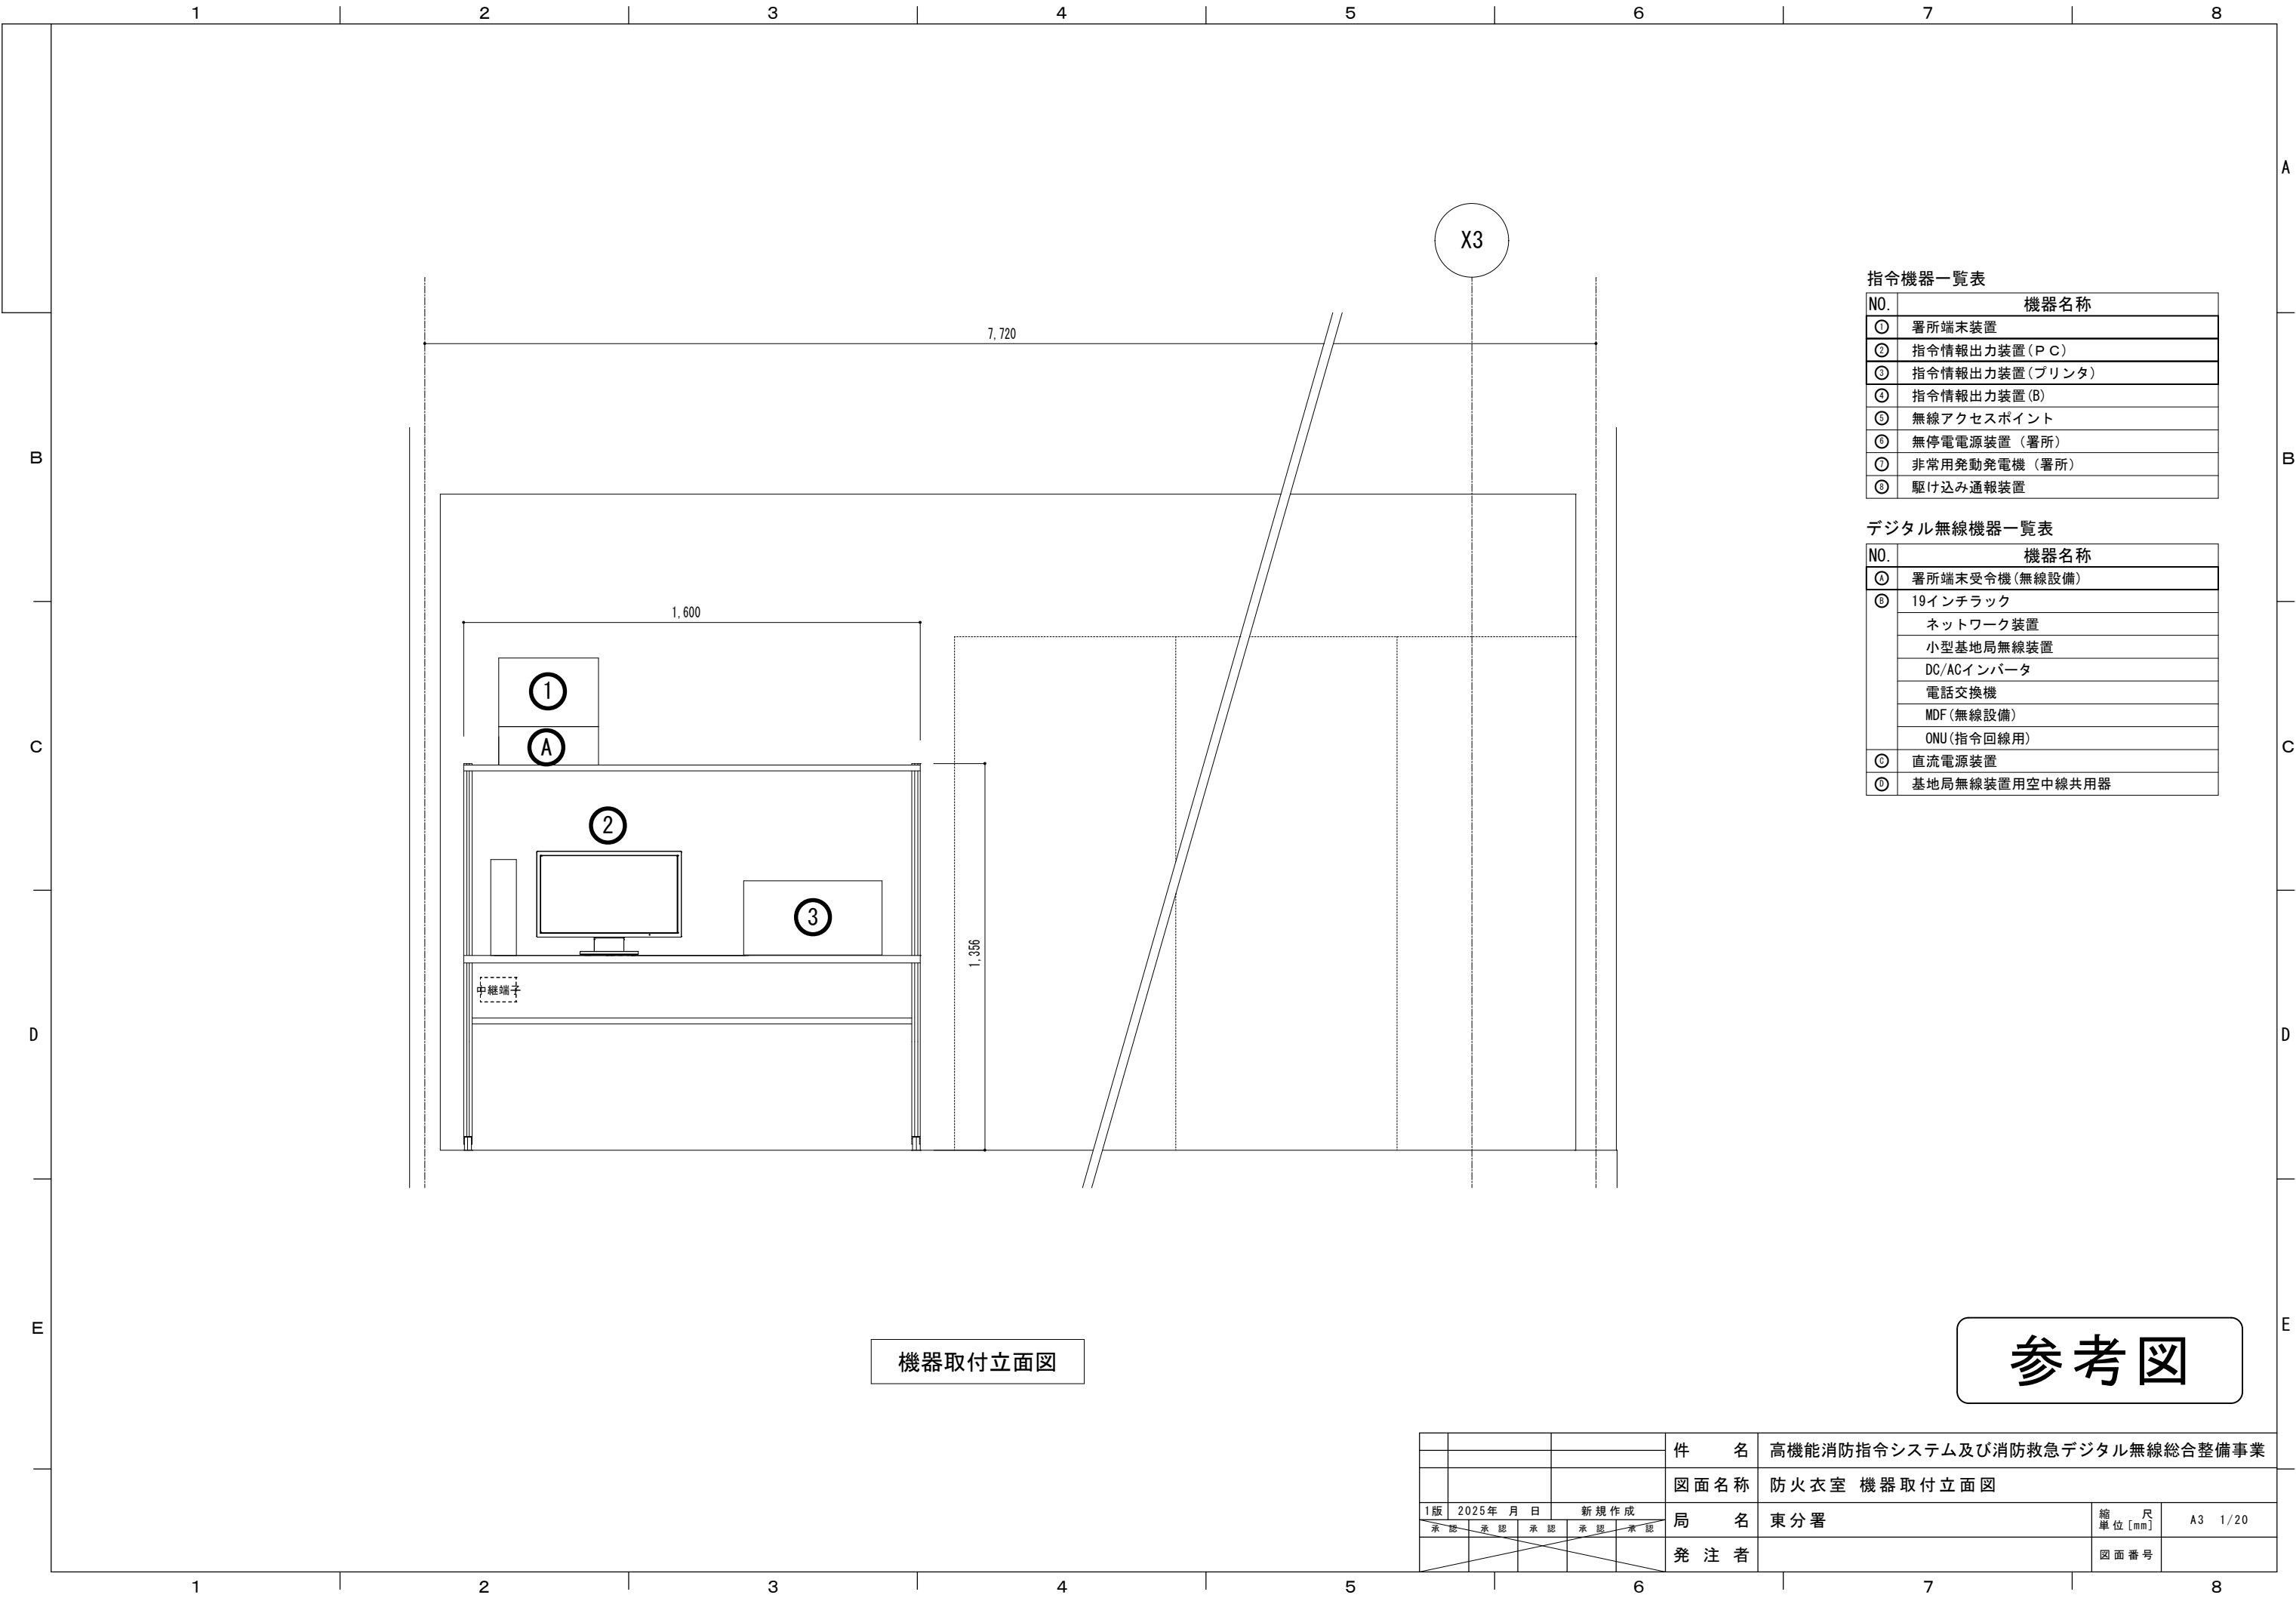 1 2 3 4 5 6 7 8
A
B B
C C
D D
E E
X3
7,720
1,600
1
A
2
3
1,356
中継端子
機器取付立面図
指令機器一覧表
NO. 機器名称
① 署所端末装置
② 指令情報出力装置(PC)
③ 指令情報出力装置(プリンタ)
④ 指令情報出力装置(B)
⑤ 無線アクセスポイント
⑥ 無停電電源装置（署所）
⑦ 非常用発動発電機（署所）
⑧ 駆け込み通報装置
デジタル無線機器一覧表
NO. 機器名称
Ⓐ 署所端末受令機(無線設備)
Ⓑ 19インチラック
ネットワーク装置
小型基地局無線装置
DC/ACインバータ
電話交換機
MDF(無線設備)
ONU(指令回線用)
Ⓒ 直流電源装置
Ⓓ 基地局無線装置用空中線共用器
参考図
件名 高機能消防指令システム及び消防救急デジタル無線総合整備事業
図面名称 防火衣室 機器取付立面図
1版 2025年 月 日 新規作成
承認 承認 承認 承認 承認
局名 東分署
縮尺 A3 1/20
単位[mm]
発注者
図面番号
1 2 3 4 5 6 7 8